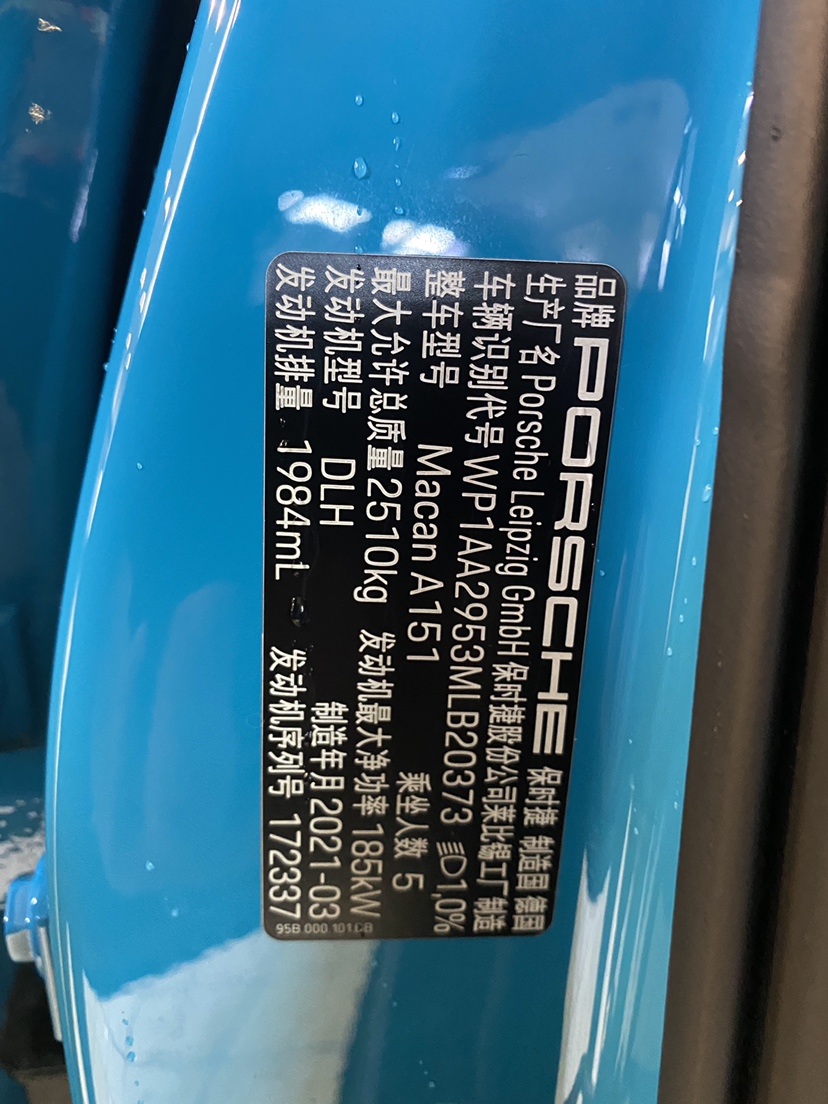 品牌 PORSCHE 保时捷 制造国 德国
生产厂名 Porsche Leipzig GmbH 保时捷股份公司莱比锡工厂制造
车辆识别代号 WP1AA2953MLB20373 1,0%
整车型号 Macan A151 乘坐人数 5
最大允许总质量 2510kg 发动机最大净功率 185kW
发动机型号 DLH 制造年月 2021-03
发动机排量 1984mL 发动机序列号 172337
95B 000 101 CB